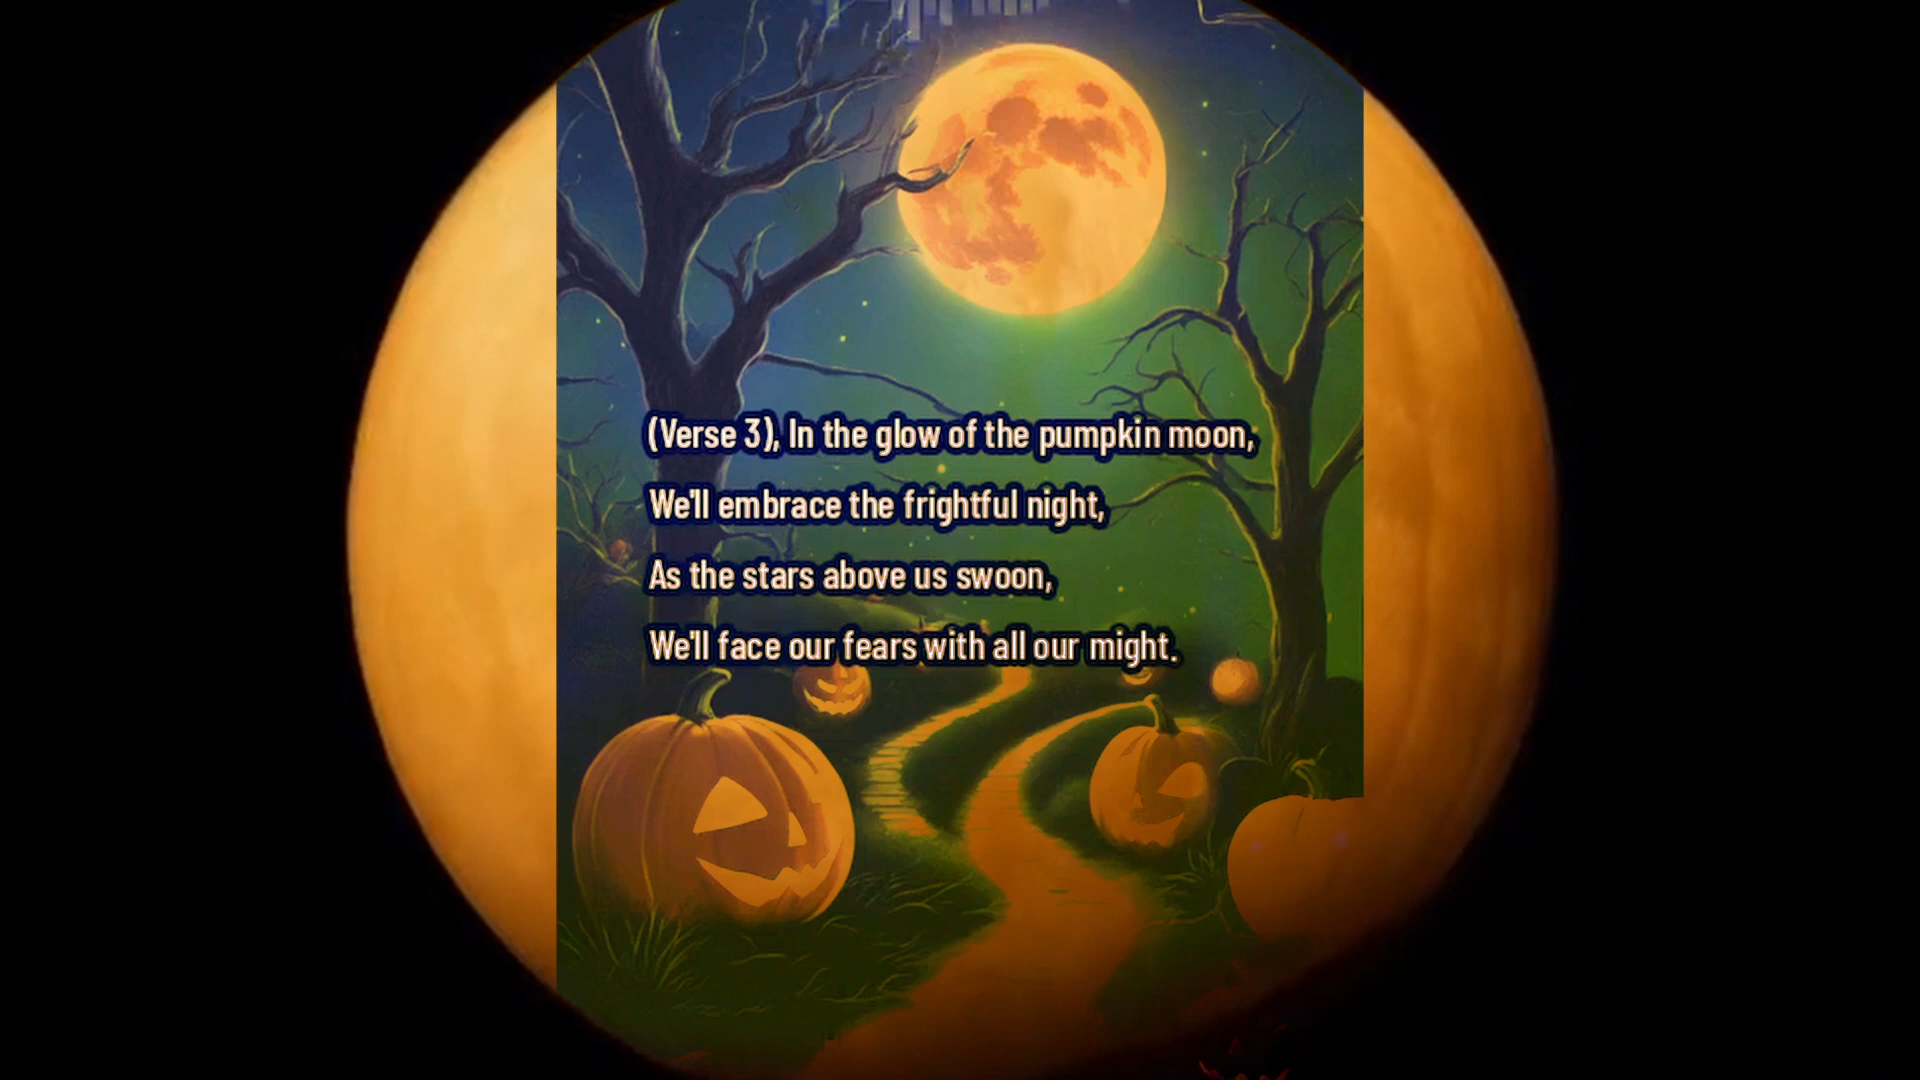 (Verse 3), In the glow of the pumpkin moon,
We'll embrace the frightful night,
As the stars above us swoon,
We'll face our fears with all our might.